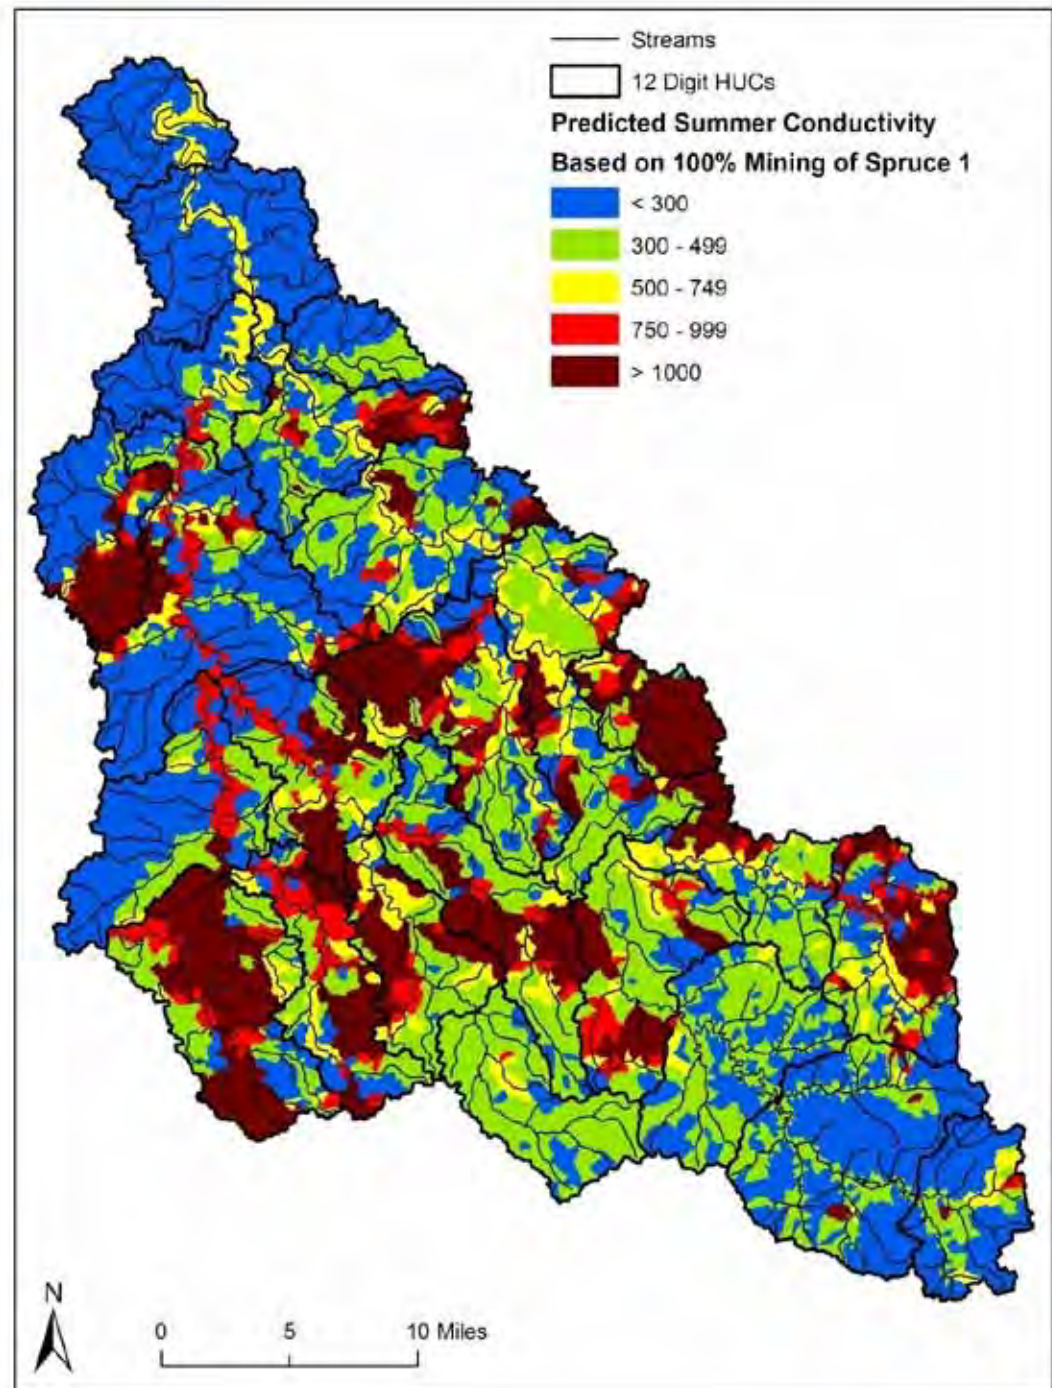 Streams
12 Digit HUCs
Predicted Summer Conductivity
Based on 100% Mining of Spruce 1
< 300
300 - 499
500 - 749
750 - 999
> 1000
N
0 5 10 Miles